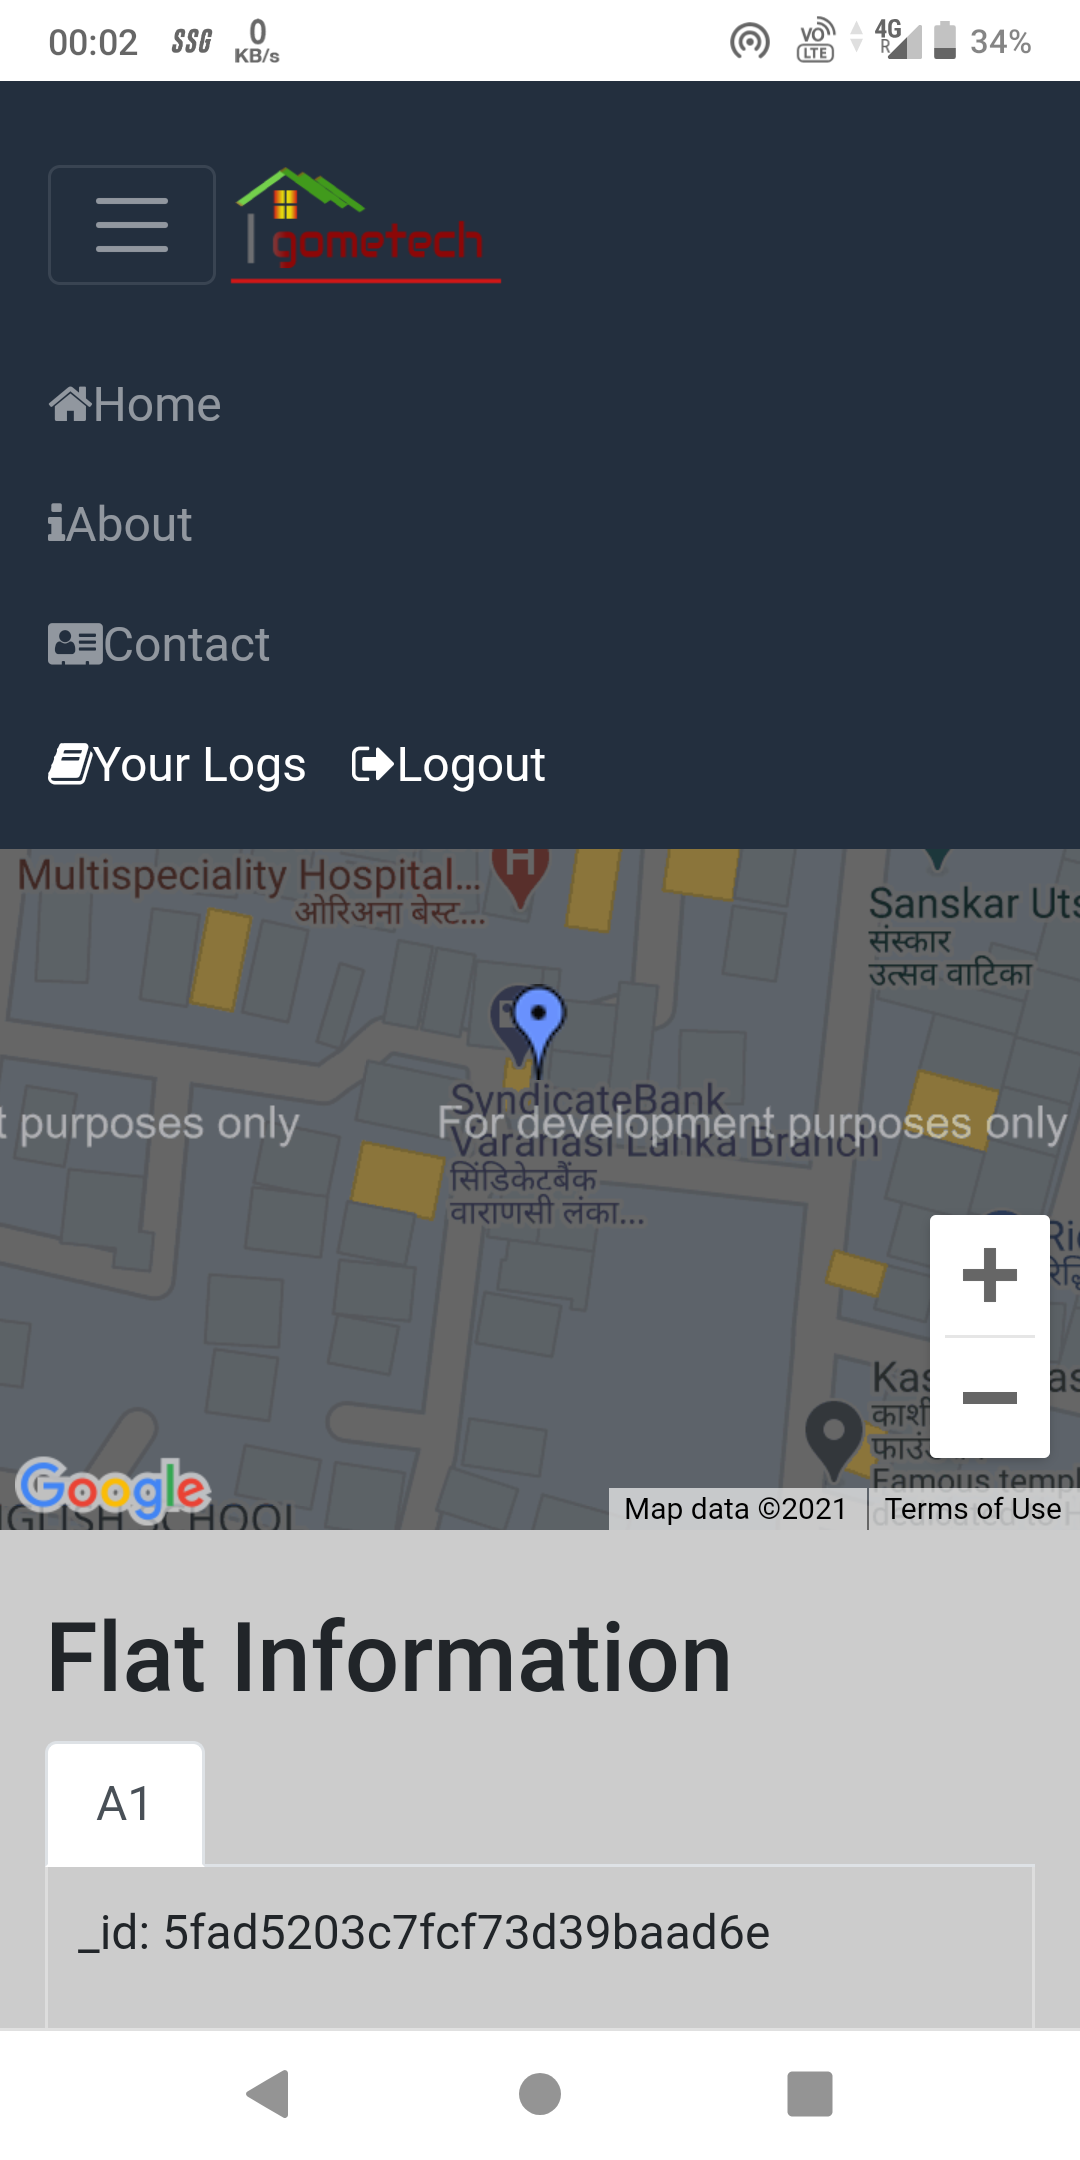 00:02 SSG 0 KB/s VO LTE 4G R 34%
gometech
Home
About
Contact
Your Logs Logout
Multispeciality Hospital...
ओरिअना बेस्ट...
Sanskar Uts
संस्कार
उत्सव वाटिका
SyndicateBank
t purposes only For development purposes only
Varanasi Lanka Branch
सिंडिकेटबैंक
वाराणसी लंका...
+
−
Google
Map data ©2021 Terms of Use
Famous templ
Flat Information
A1
_id: 5fad5203c7fcf73d39baad6e